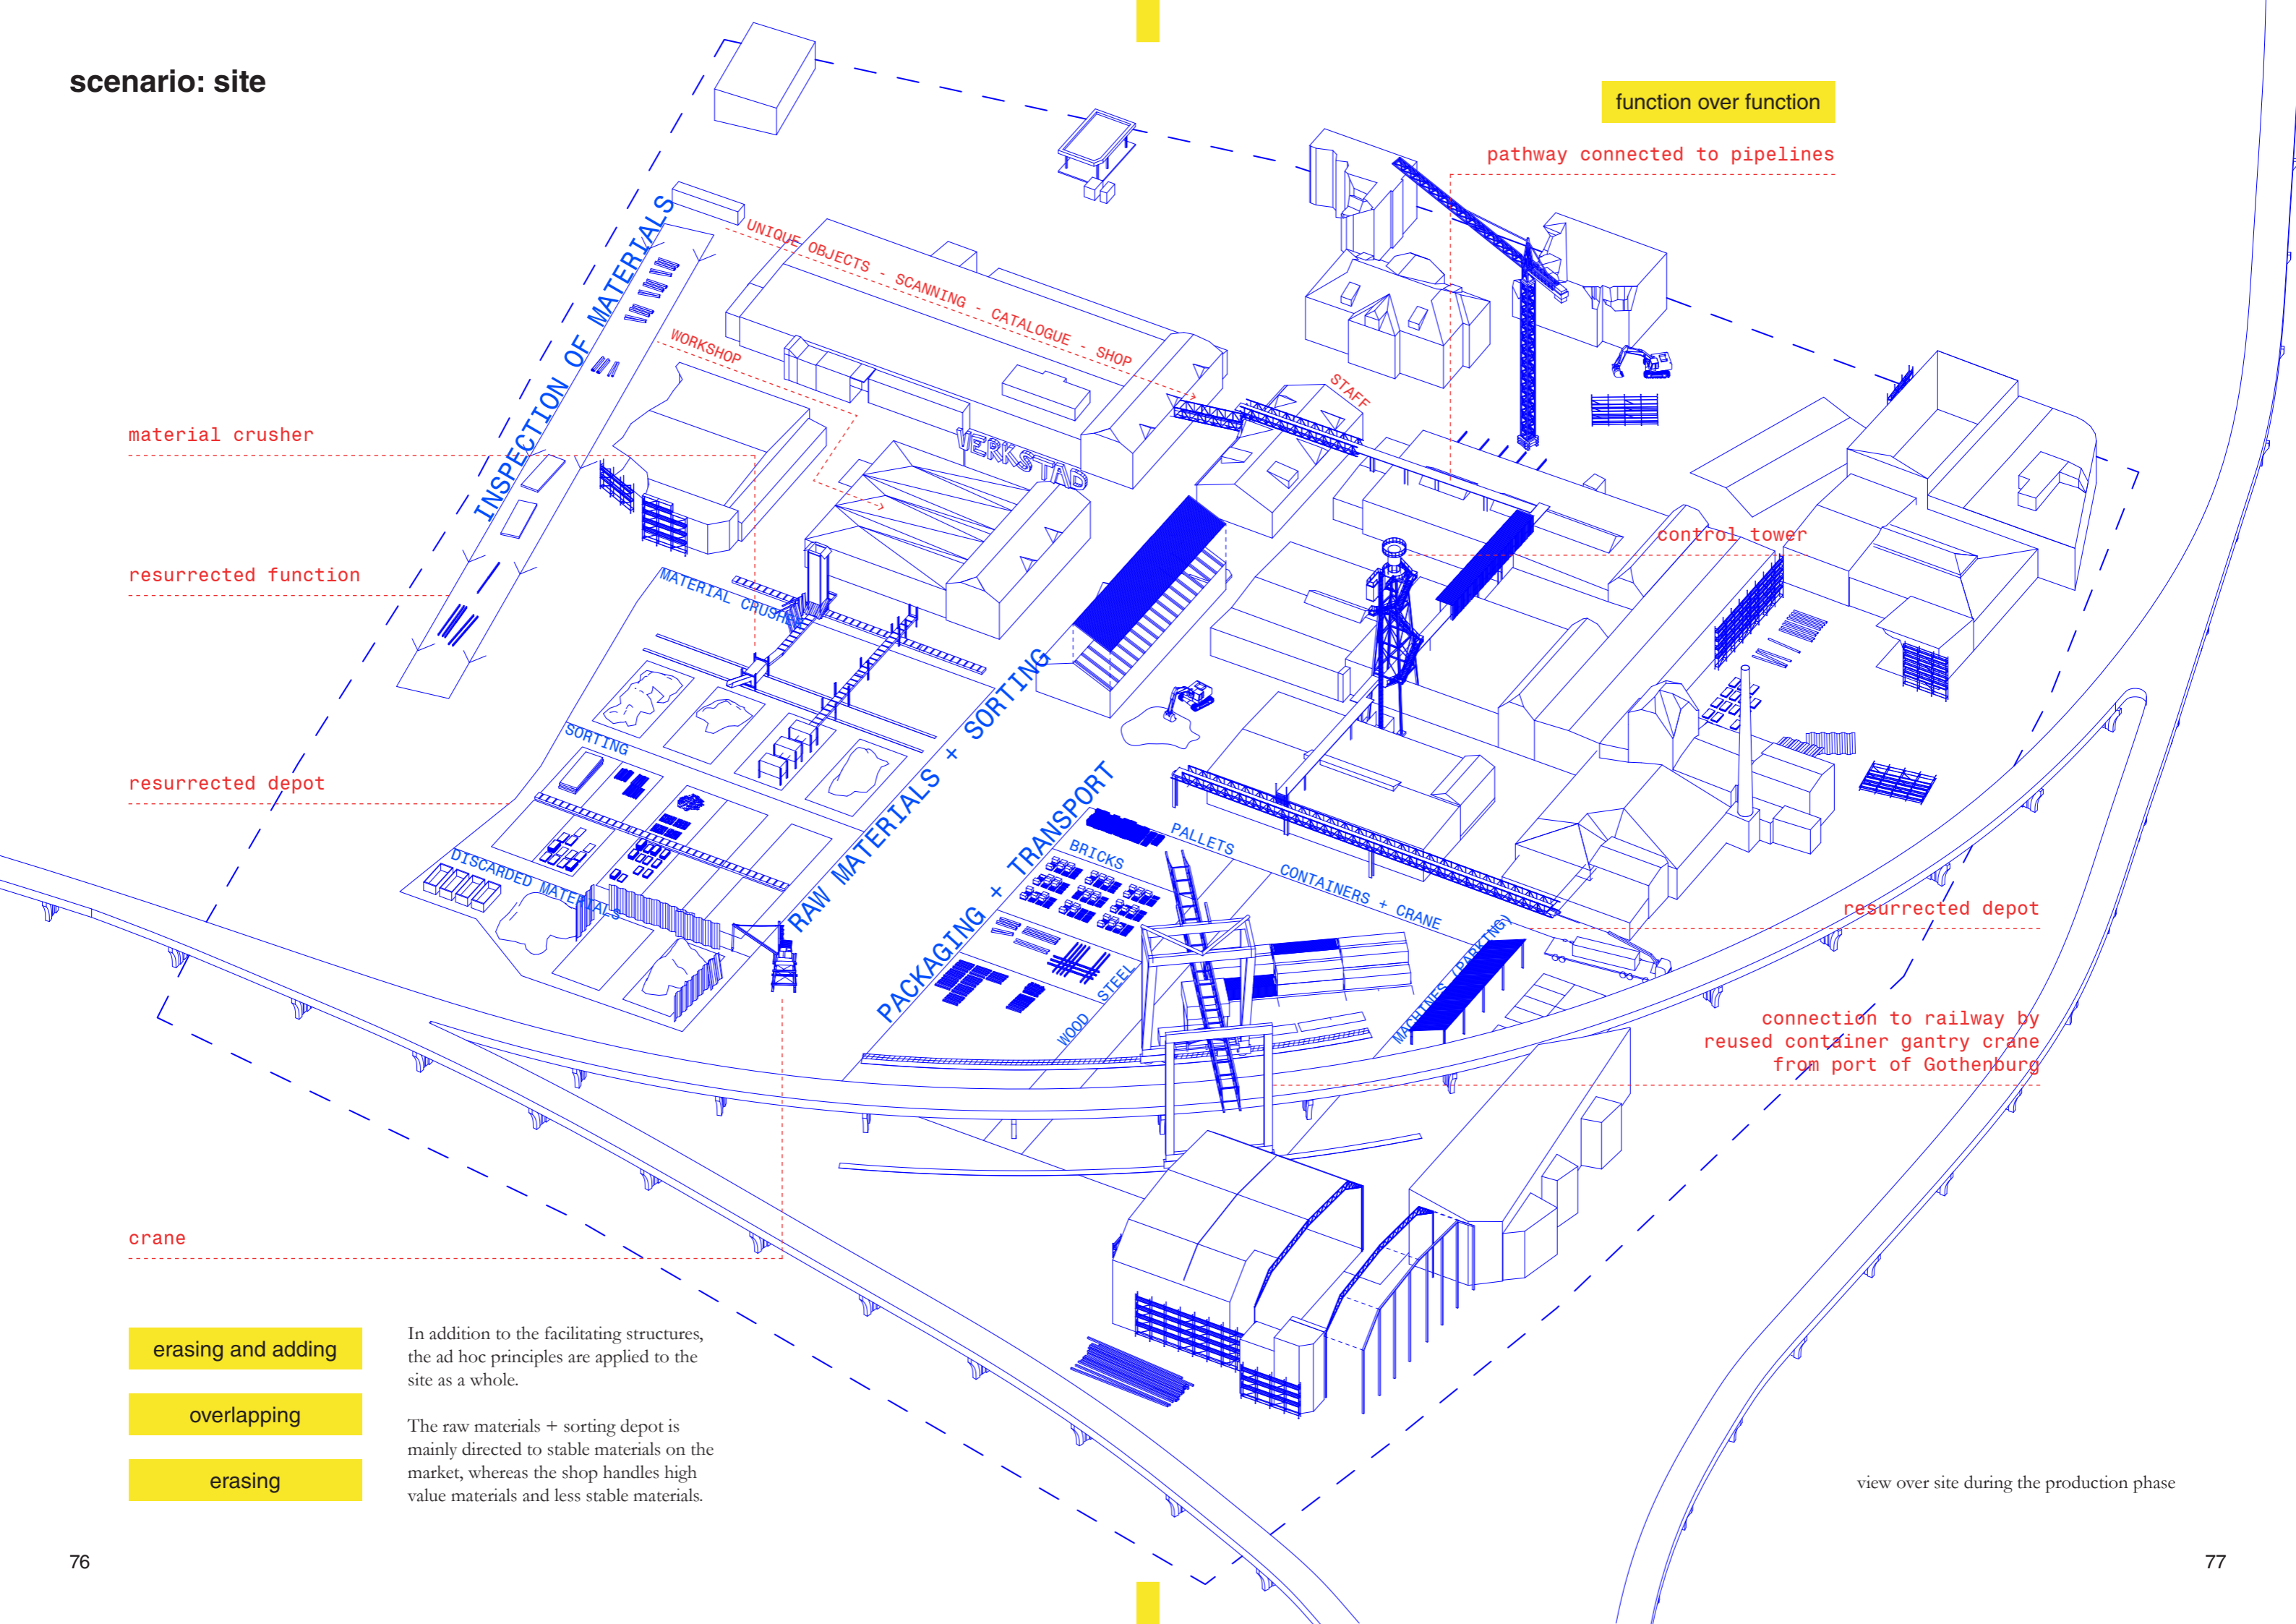 scenario: site
function over function
pathway connected to pipelines
UNIQUE OBJECTS - SCANNING - CATALOGUE - SHOP
INSPECTION OF MATERIALS
WORKSHOP
STAFF
VERKSTAD
material crusher
control tower
resurrected function
MATERIAL CRUSHER
SORTING
resurrected depot
RAW MATERIALS + SORTING
PACKAGING + TRANSPORT
PALLETS
BRICKS
CONTAINERS + CRANE
DISCARDED MATERIALS
resurrected depot
STEEL
WOOD
MACHINES (PARKING)
connection to railway by
reused container gantry crane
from port of Gothenburg
crane
erasing and adding
overlapping
erasing
In addition to the facilitating structures,
the ad hoc principles are applied to the
site as a whole.
The raw materials + sorting depot is
mainly directed to stable materials on the
market, whereas the shop handles high
value materials and less stable materials.
view over site during the production phase
76
77